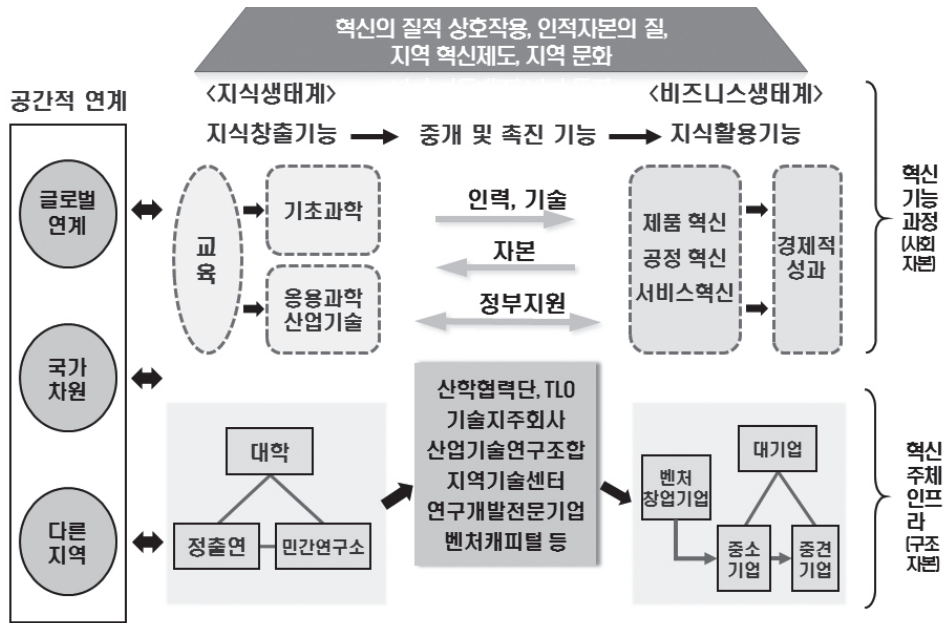 혁신의 질적 상호작용, 인적자본의 질,
지역 혁신제도, 지역 문화
공간적 연계
글로벌
연계
국가
차원
다른
지역
<지식생태계>
<비즈니스생태계>
지식창출기능
중개 및 촉진 기능
지식활용기능
교
육
기초과학
응용과학
산업기술
인력, 기술
자본
정부지원
제품 혁신
공정 혁신
서비스혁신
경제적
성과
혁신
기능
과정
(사회
자본)
대학
정출연
민간연구소
산학협력단, TLO
기술지주회사
산업기술연구조합
지역기술센터
연구개발전문기업
벤처캐피털 등
벤처
창업기업
대기업
중소
기업
중견
기업
혁신
주체
인프
라
(구조
자본)